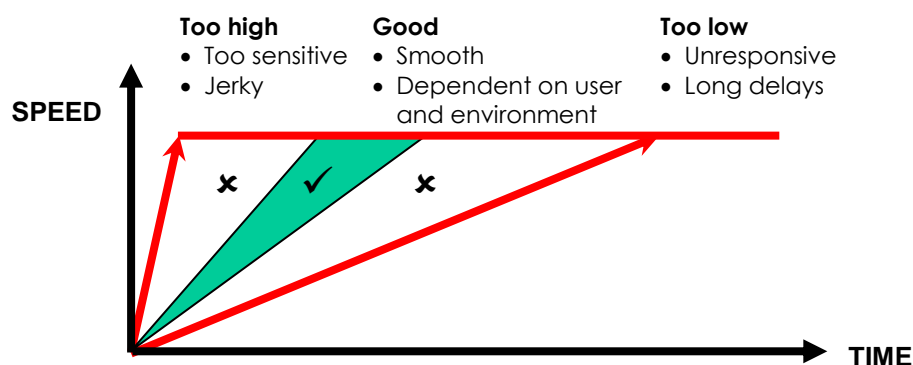 Too high
• Too sensitive
• Jerky
Good
• Smooth
• Dependent on user
and environment
Too low
• Unresponsive
• Long delays
SPEED
TIME